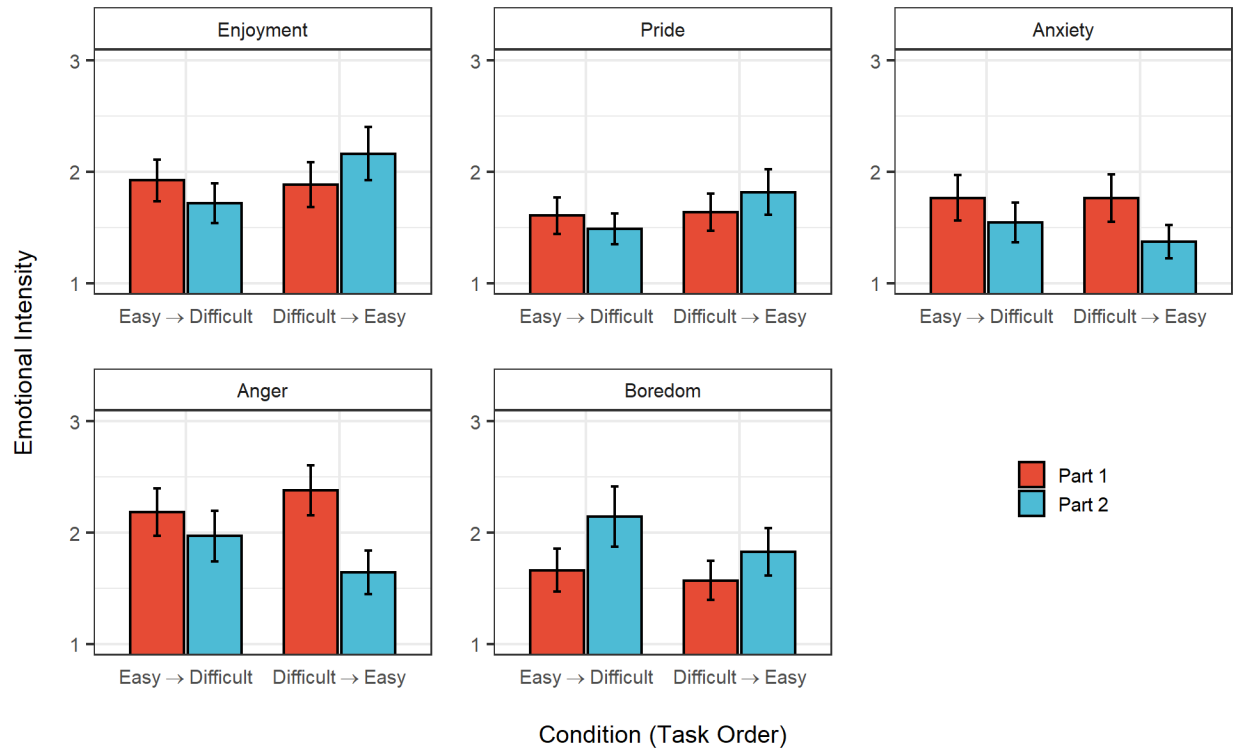 Enjoyment
Pride
Anxiety
3
2
1
Easy → Difficult
Difficult → Easy
3
2
1
Easy → Difficult
Difficult → Easy
3
2
1
Easy → Difficult
Difficult → Easy
Emotional Intensity
Anger
Boredom
3
2
1
Easy → Difficult
Difficult → Easy
3
2
1
Easy → Difficult
Difficult → Easy
Part 1
Part 2
Condition (Task Order)